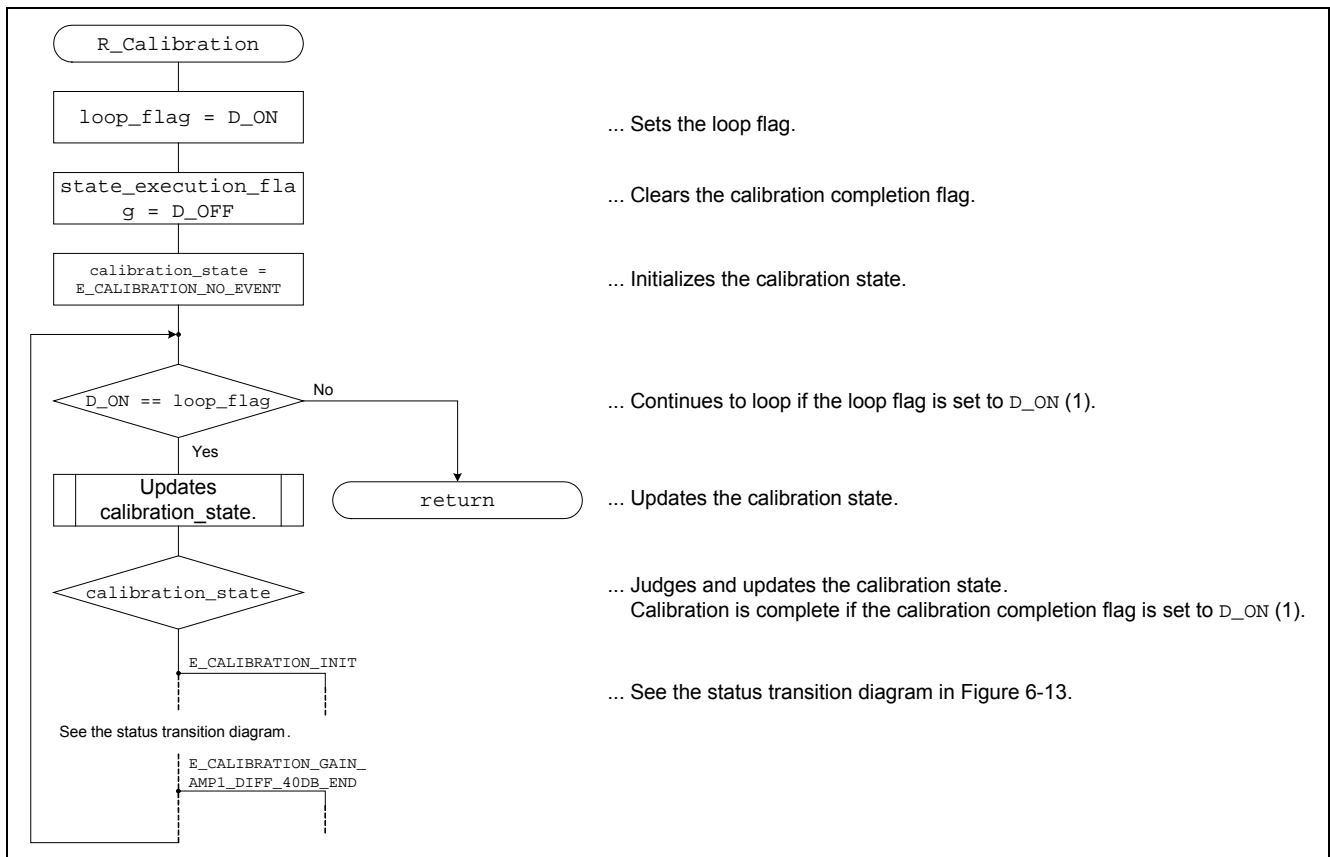 R_Calibration
loop_flag = D_ON
... Sets the loop flag.
state_execution_fla
g = D_OFF
... Clears the calibration completion flag.
calibration_state =
E_CALIBRATION_NO_EVENT
... Initializes the calibration state.
D_ON == loop_flag
No
... Continues to loop if the loop flag is set to D_ON (1).
Yes
Updates
calibration_state.
return
... Updates the calibration state.
calibration_state
... Judges and updates the calibration state.
Calibration is complete if the calibration completion flag is set to D_ON (1).
E_CALIBRATION_INIT
... See the status transition diagram in Figure 6-13.
See the status transition diagram.
E_CALIBRATION_GAIN_
AMP1_DIFF_40DB_END